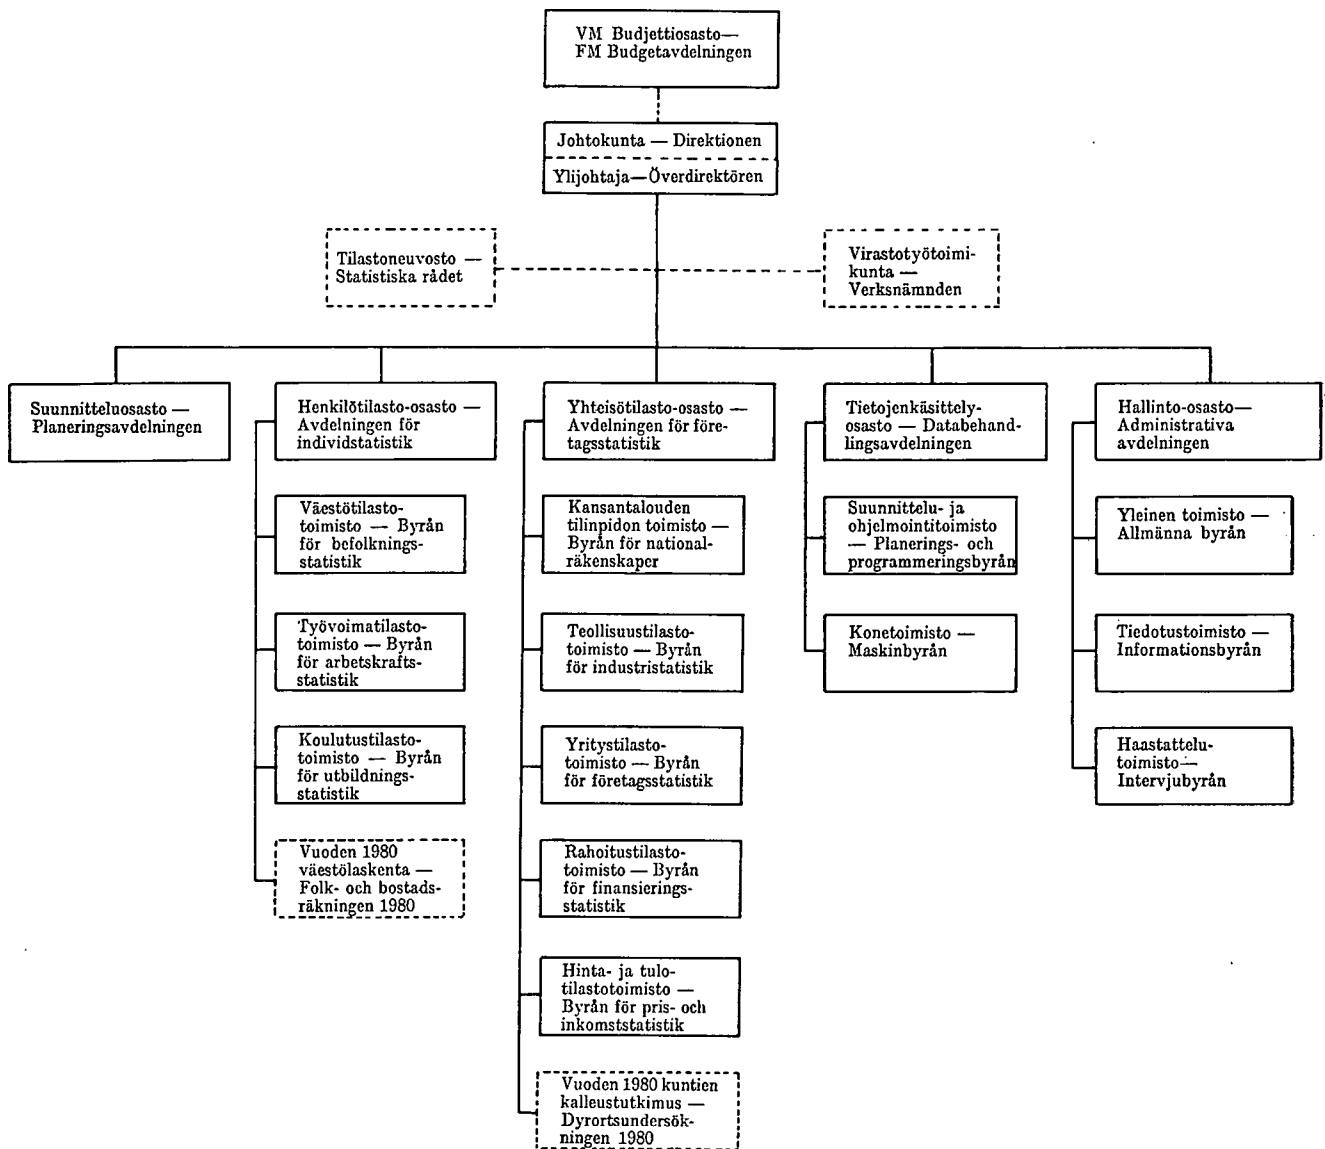 VM Budjettiosasto—
FM Budgetavdelningen
Johtokunta — Direktionen
Ylijohtaja—Överdirektören
Tilastoneuvosto —
Statistiska rådet
Virastotyötoimi-
kunta —
Verksnämnden
Suunnitteluosasto —
Planeringsavdelningen
Henkilötilasto-osasto —
Avdelningen för
individstatistik
Väestötilasto-
toimisto — Byrån
för befolknings-
statistik
Työvoimatilasto-
toimisto — Byrån
för arbetskrafts-
statistik
Koulutustilasto-
toimisto — Byrån
för utbildnings-
statistik
Vuoden 1980
väestölaskenta —
Folk- och bostads-
räkningen 1980
Yhteisötilasto-osasto —
Avdelningen för före-
tagsstatistik
Kansantalouden
tilinpidon toimisto —
Byrån för national-
räkenskaper
Teollisuustilasto-
toimisto — Byrån
för industristatistik
Yritystilasto-
toimisto — Byrån
för företagsstatistik
Rahoitustilasto-
toimisto — Byrån
för finansierings-
statistik
Hinta- ja tulo-
tilastotoimisto —
Byrån för pris- och
inkomststatistik
Vuoden 1980 kuntien
kalleustutkimus —
Dyrortsundersök-
ningen 1980
Tietojenkäsittely-
osasto — Databehand-
lingsavdelningen
Suunnittelu- ja
ohjelmointitoimisto
— Planerings- och
programmeringsbyrån
Konetoimisto —
Maskinbyrån
Hallinto-osasto—
Administrativa
avdelningen
Yleinen toimisto —
Allmänna byrån
Tiedotustoimisto —
Informationsbyrån
Haastattelu-
toimisto—
Intervjubyrån